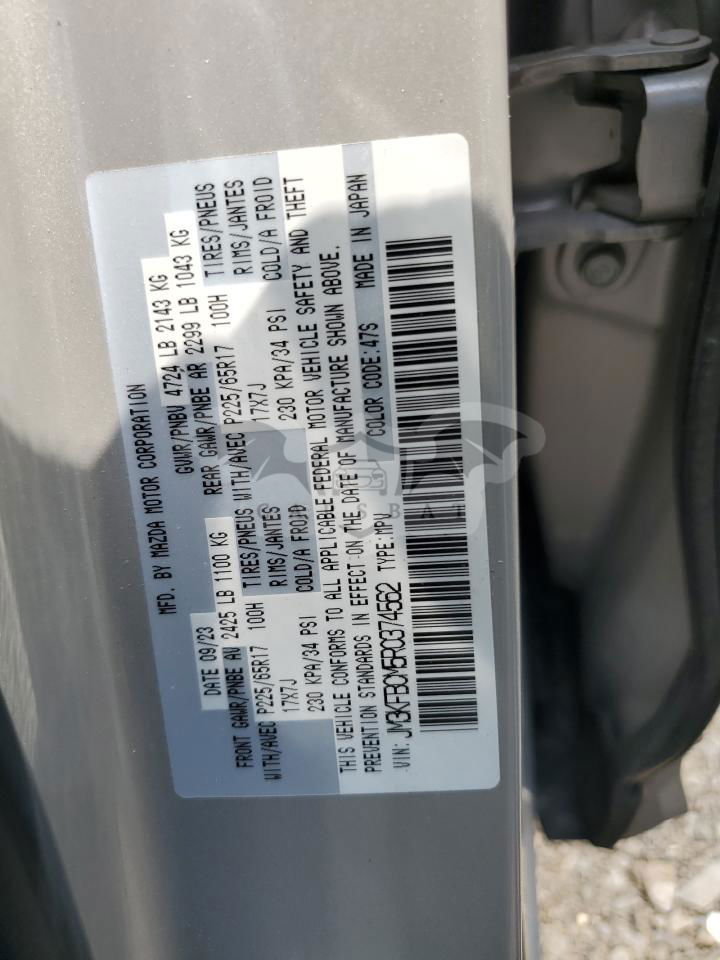 MFD. BY MAZDA MOTOR CORPORATION
DATE 09/23 GVWR/PNBV 4724 LB 2143 KG
FRONT GAWR/PNBE AV 2425 LB 1100 KG REAR GAWR/PNBE AR 2299 LB 1043 KG
WITH/AVEC P225/65R17 100H TIRES/PNEUS WITH/AVEC P225/65R17 100H TIRES/PNEUS
17X7J RIMS/JANTES 17X7J RIMS/JANTES
230 KPA/34 PSI COLD/A FROID 230 KPA/34 PSI COLD/A FROID
THIS VEHICLE CONFORMS TO ALL APPLICABLE FEDERAL MOTOR VEHICLE SAFETY AND THEFT
PREVENTION STANDARDS IN EFFECT ON THE DATE OF MANUFACTURE SHOWN ABOVE.
VIN: JM3KFBCM5R0374562 TYPE:MPV COLOR CODE:47S MADE IN JAPAN